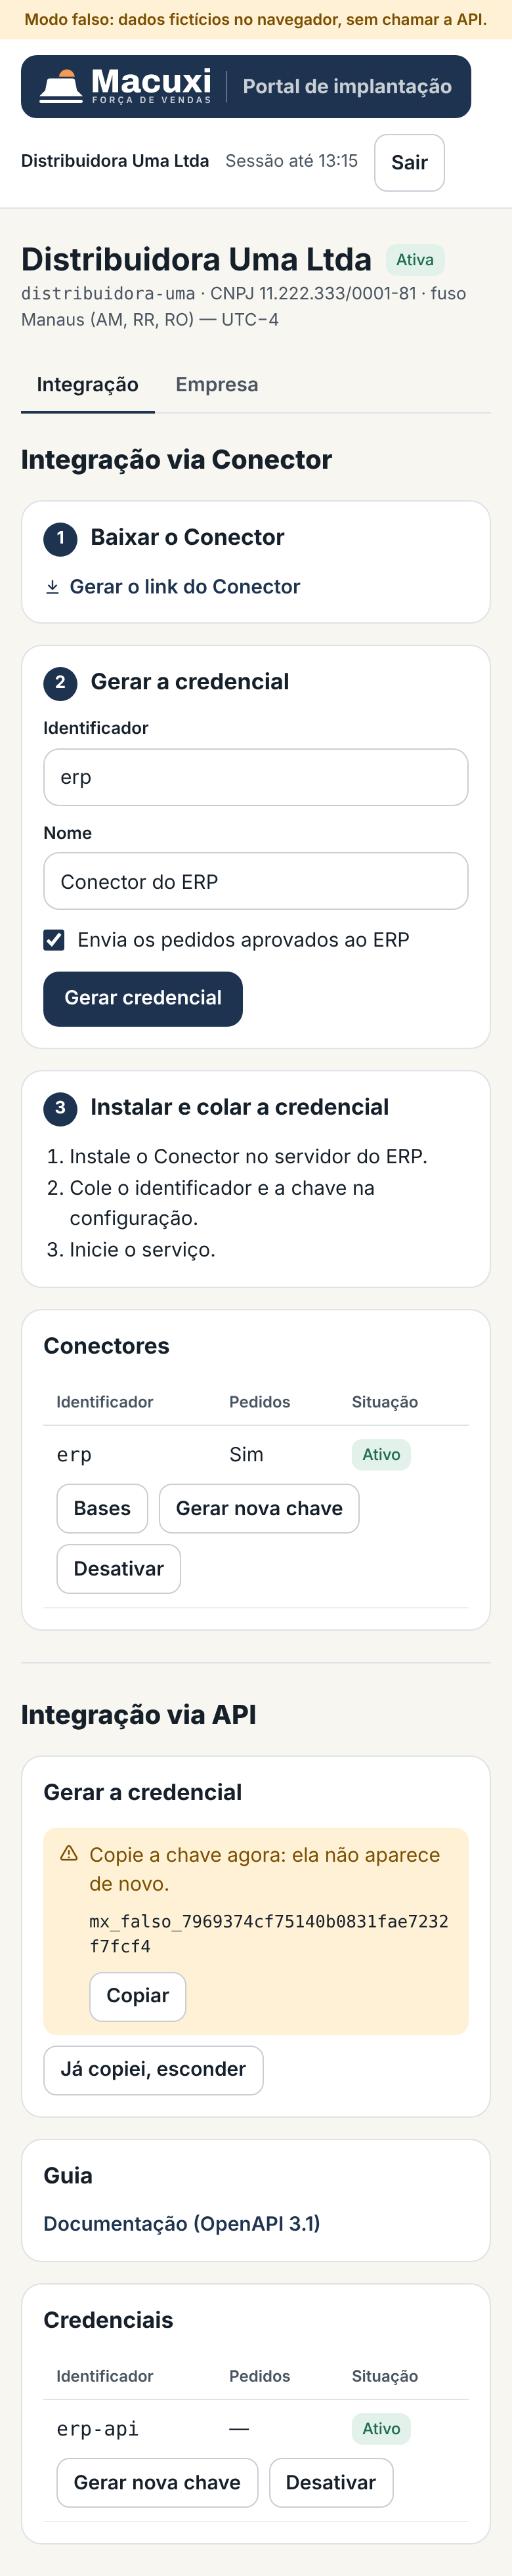 Modo falso: dados fictícios no navegador, sem chamar a API.
Macuxi
FORÇA DE VENDAS
Portal de implantação
Distribuidora Uma Ltda Sessão até 13:15 Sair
Distribuidora Uma Ltda Ativa
distribuidora-uma · CNPJ 11.222.333/0001-81 · fuso
Manaus (AM, RR, RO) — UTC−4
Integração Empresa
Integração via Conector
1 Baixar o Conector
Gerar o link do Conector
2 Gerar a credencial
Identificador
erp
Nome
Conector do ERP
Envia os pedidos aprovados ao ERP
Gerar credencial
3 Instalar e colar a credencial
1. Instale o Conector no servidor do ERP.
2. Cole o identificador e a chave na
configuração.
3. Inicie o serviço.
Conectores
Identificador Pedidos Situação
erp Sim Ativo
Bases Gerar nova chave
Desativar
Integração via API
Gerar a credencial
Copie a chave agora: ela não aparece
de novo.
mx_falso_7969374cf75140b0831fae7232
f7fcf4
Copiar
Já copiei, esconder
Guia
Documentação (OpenAPI 3.1)
Credenciais
Identificador Pedidos Situação
erp-api — Ativo
Gerar nova chave Desativar